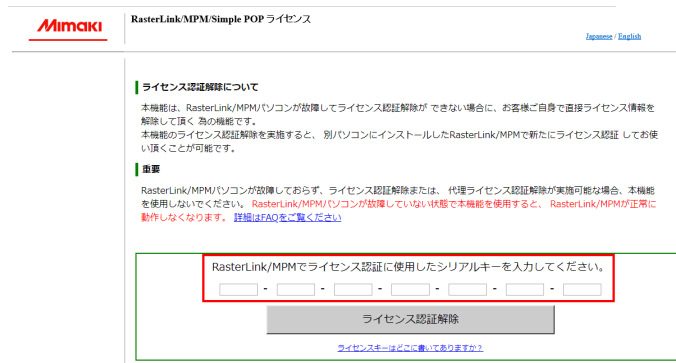 Mimaki
RasterLink/MPM/Simple POP ライセンス
Japanese / English
ライセンス認証解除について
本機能は、RasterLink/MPMパソコンが故障してライセンス認証解除が できない場合に、お客様ご自身で直接ライセンス情報を
解除して頂く 為の機能です。
本機能のライセンス認証解除を実施すると、 別パソコンにインストールしたRasterLink/MPMで新たにライセンス認証 してお使
い頂くことが可能です。
重要
RasterLink/MPMパソコンが故障しておらず、ライセンス認証解除または、 代理ライセンス認証解除が実施可能な場合、本機能
を使用しないでください。 RasterLink/MPMパソコンが故障していない状態で本機能を使用すると、 RasterLink/MPMが正常に
動作しなくなります。 詳細はFAQをご覧ください
RasterLink/MPMでライセンス認証に使用したシリアルキーを入力してください。
- - - - - -
ライセンス認証解除
ライセンスキーはどこに書いてありますか？